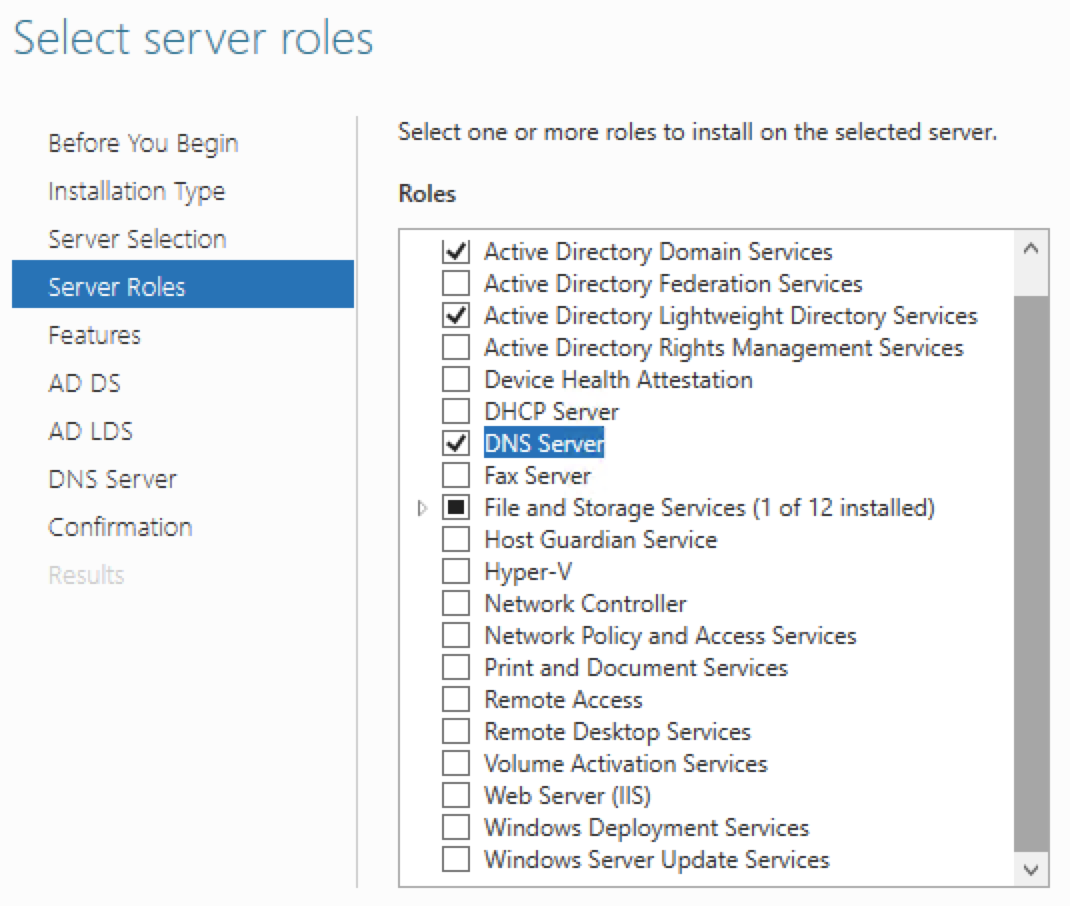 Select server roles
Before You Begin
Installation Type
Server Selection
Server Roles
Features
AD DS
AD LDS
DNS Server
Confirmation
Results
Select one or more roles to install on the selected server.
Roles
Active Directory Domain Services
Active Directory Federation Services
Active Directory Lightweight Directory Services
Active Directory Rights Management Services
Device Health Attestation
DHCP Server
DNS Server
Fax Server
File and Storage Services (1 of 12 installed)
Host Guardian Service
Hyper-V
Network Controller
Network Policy and Access Services
Print and Document Services
Remote Access
Remote Desktop Services
Volume Activation Services
Web Server (IIS)
Windows Deployment Services
Windows Server Update Services